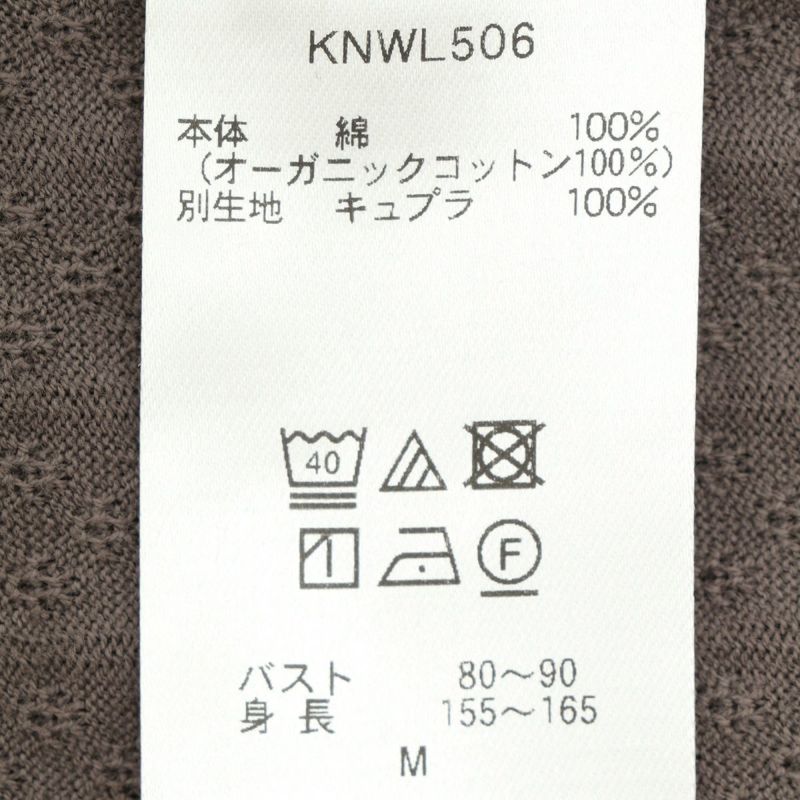 KNWL506
本体 綿 100%
（オーガニックコットン100%）
別生地 キュプラ 100%
40
F
バスト 80～90
身長 155～165
M